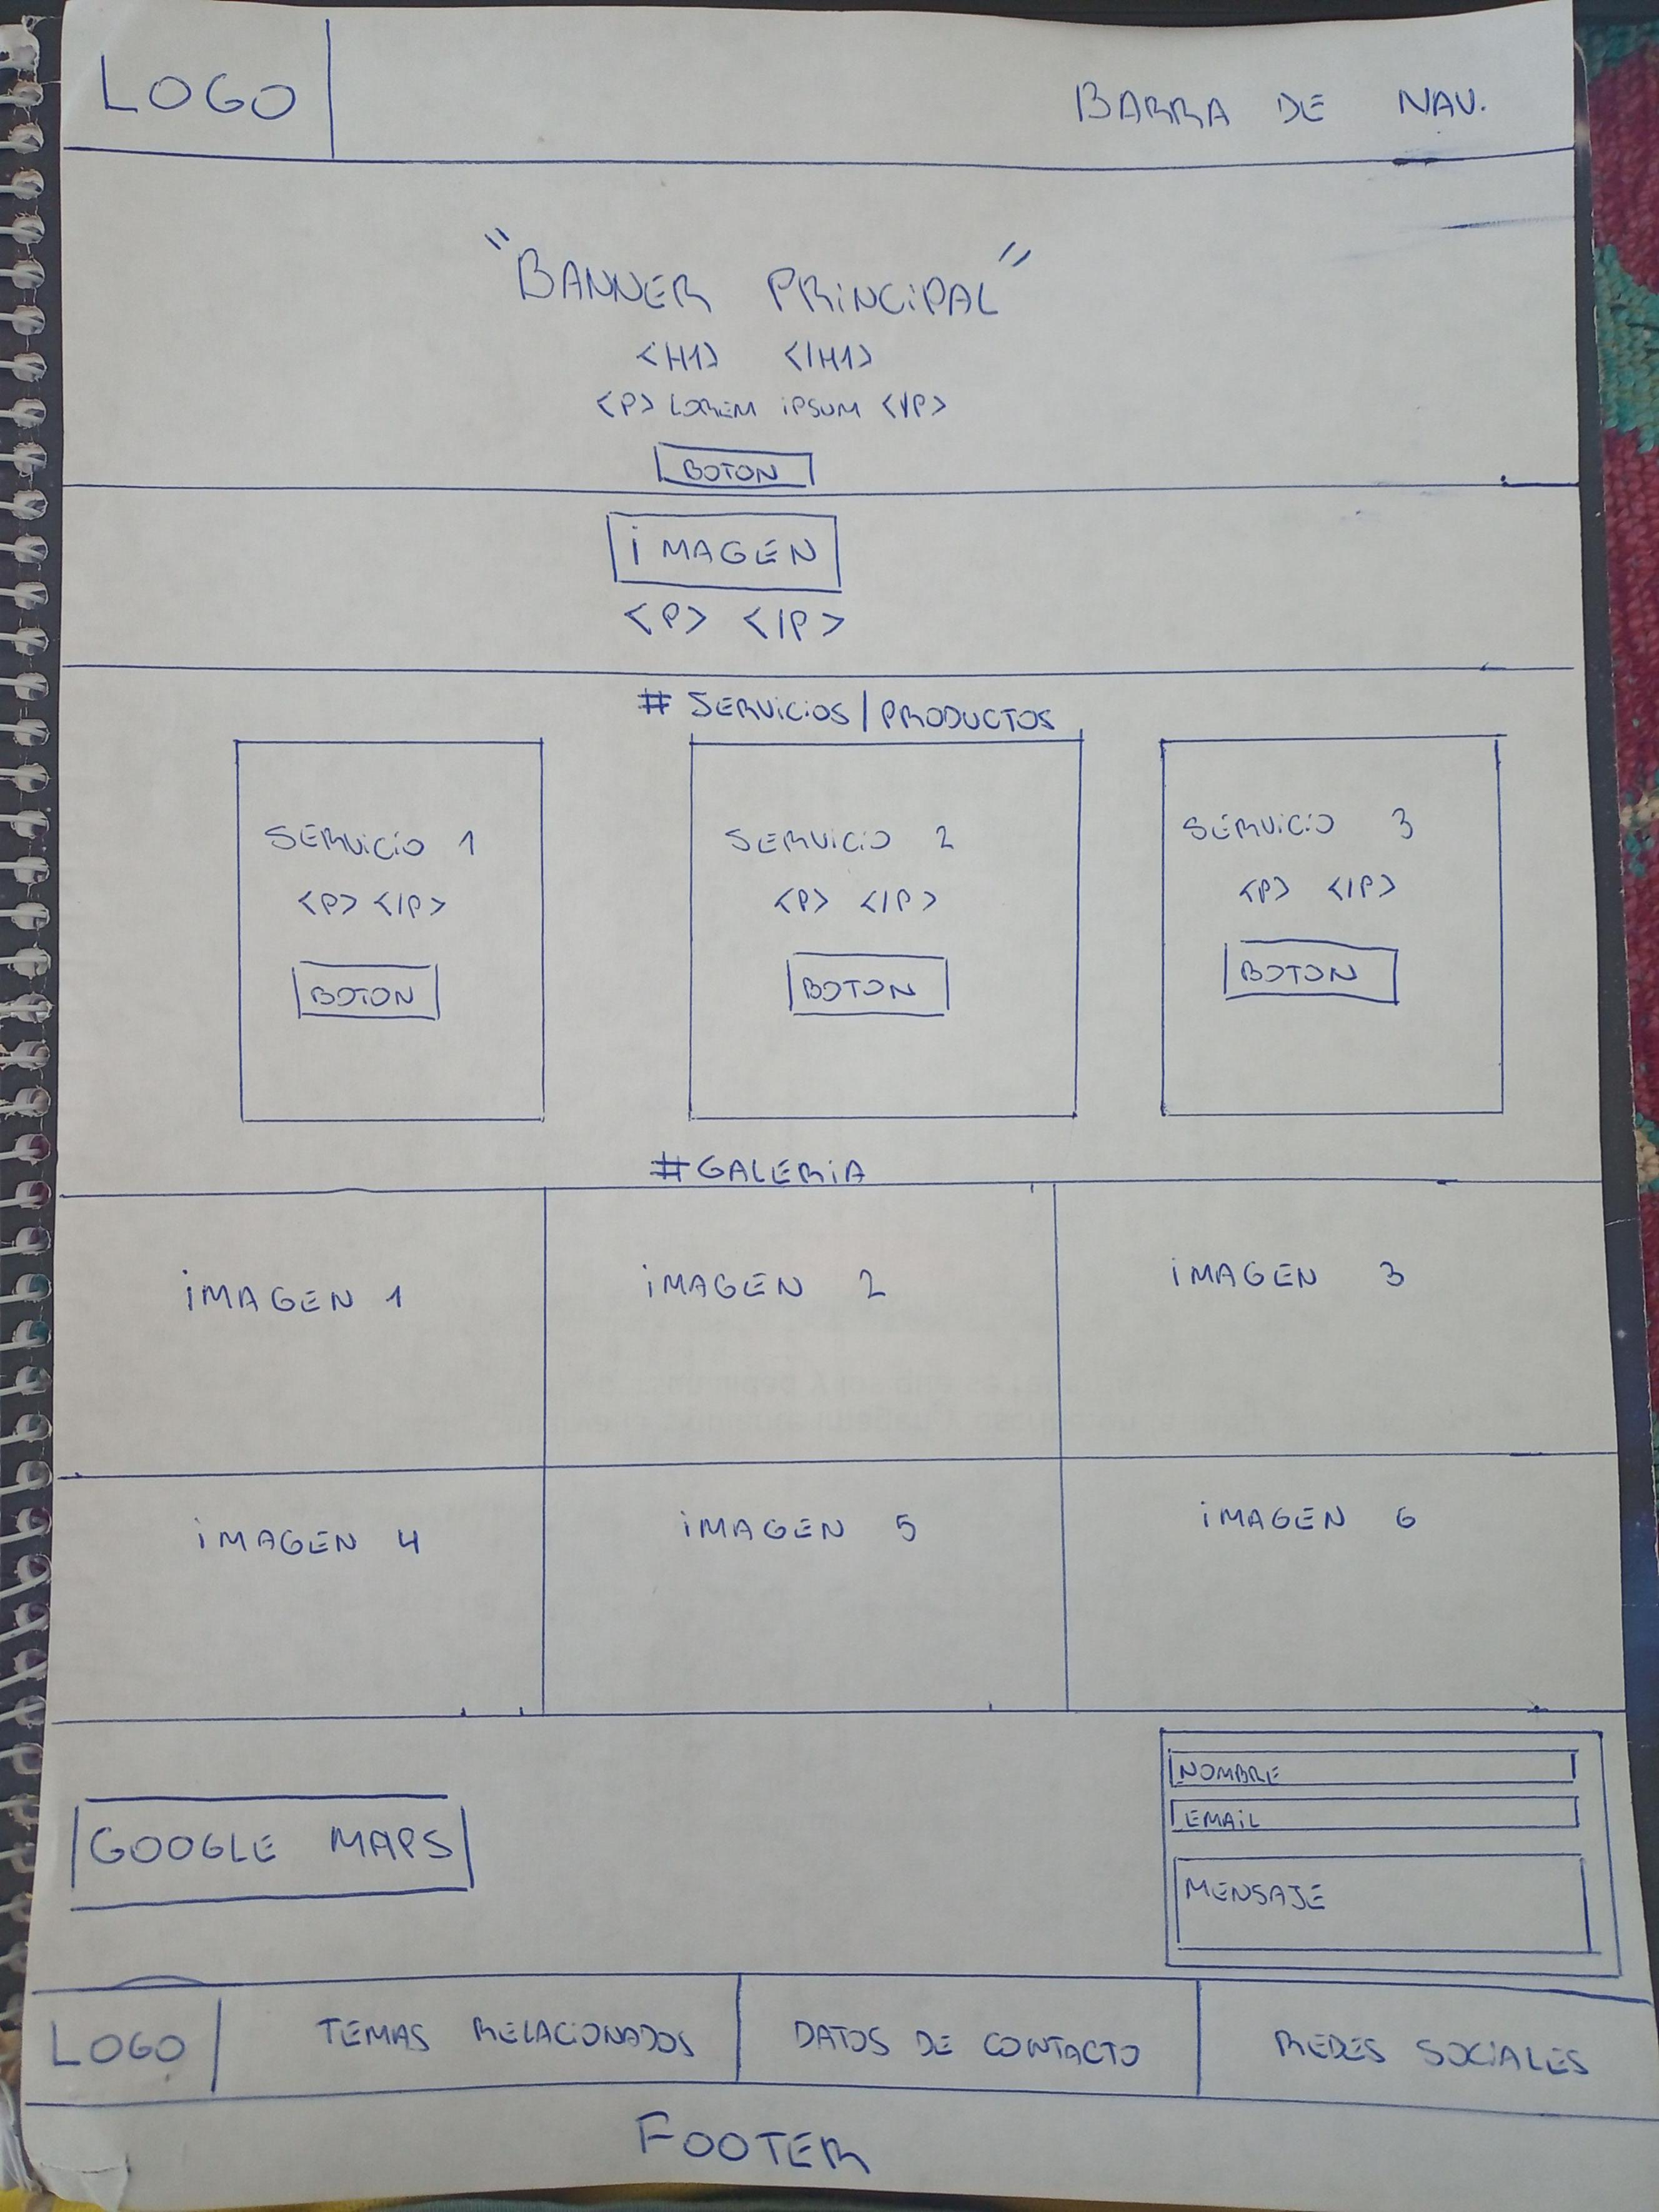 LOGO BARRA DE NAV.
"BANNER PRINCIPAL"
<H1> </H1>
<P> LOREM IPSUM </P>
BOTON
IMAGEN
<P> </P>
# SERVICIOS/PRODUCTOS
SERVICIO 1 SERVICIO 2 SERVICIO 3
<P> </P> <P> </P> <P> </P>
BOTON BOTON BOTON
#GALERIA
IMAGEN 1 IMAGEN 2 IMAGEN 3
IMAGEN 4 IMAGEN 5 IMAGEN 6
NOMBRE
EMAIL
GOOGLE MAPS
MENSAJE
LOGO TEMAS RELACIONADOS DATOS DE CONTACTO REDES SOCIALES
FOOTER